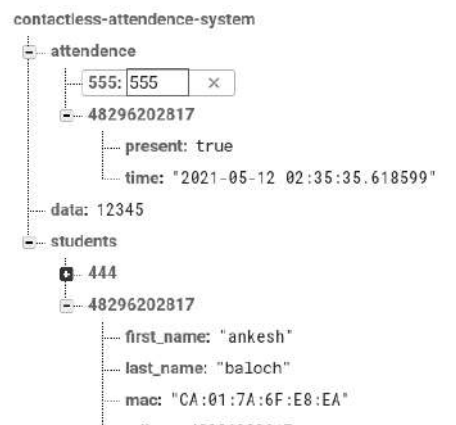 contactless-attendence-system
attendence
555: 555 ×
48296202817
present: true
time: "2021-05-12 02:35:35.618599"
data: 12345
students
444
48296202817
first_name: "ankesh"
last_name: "baloch"
mac: "CA:01:7A:6F:E8:EA"